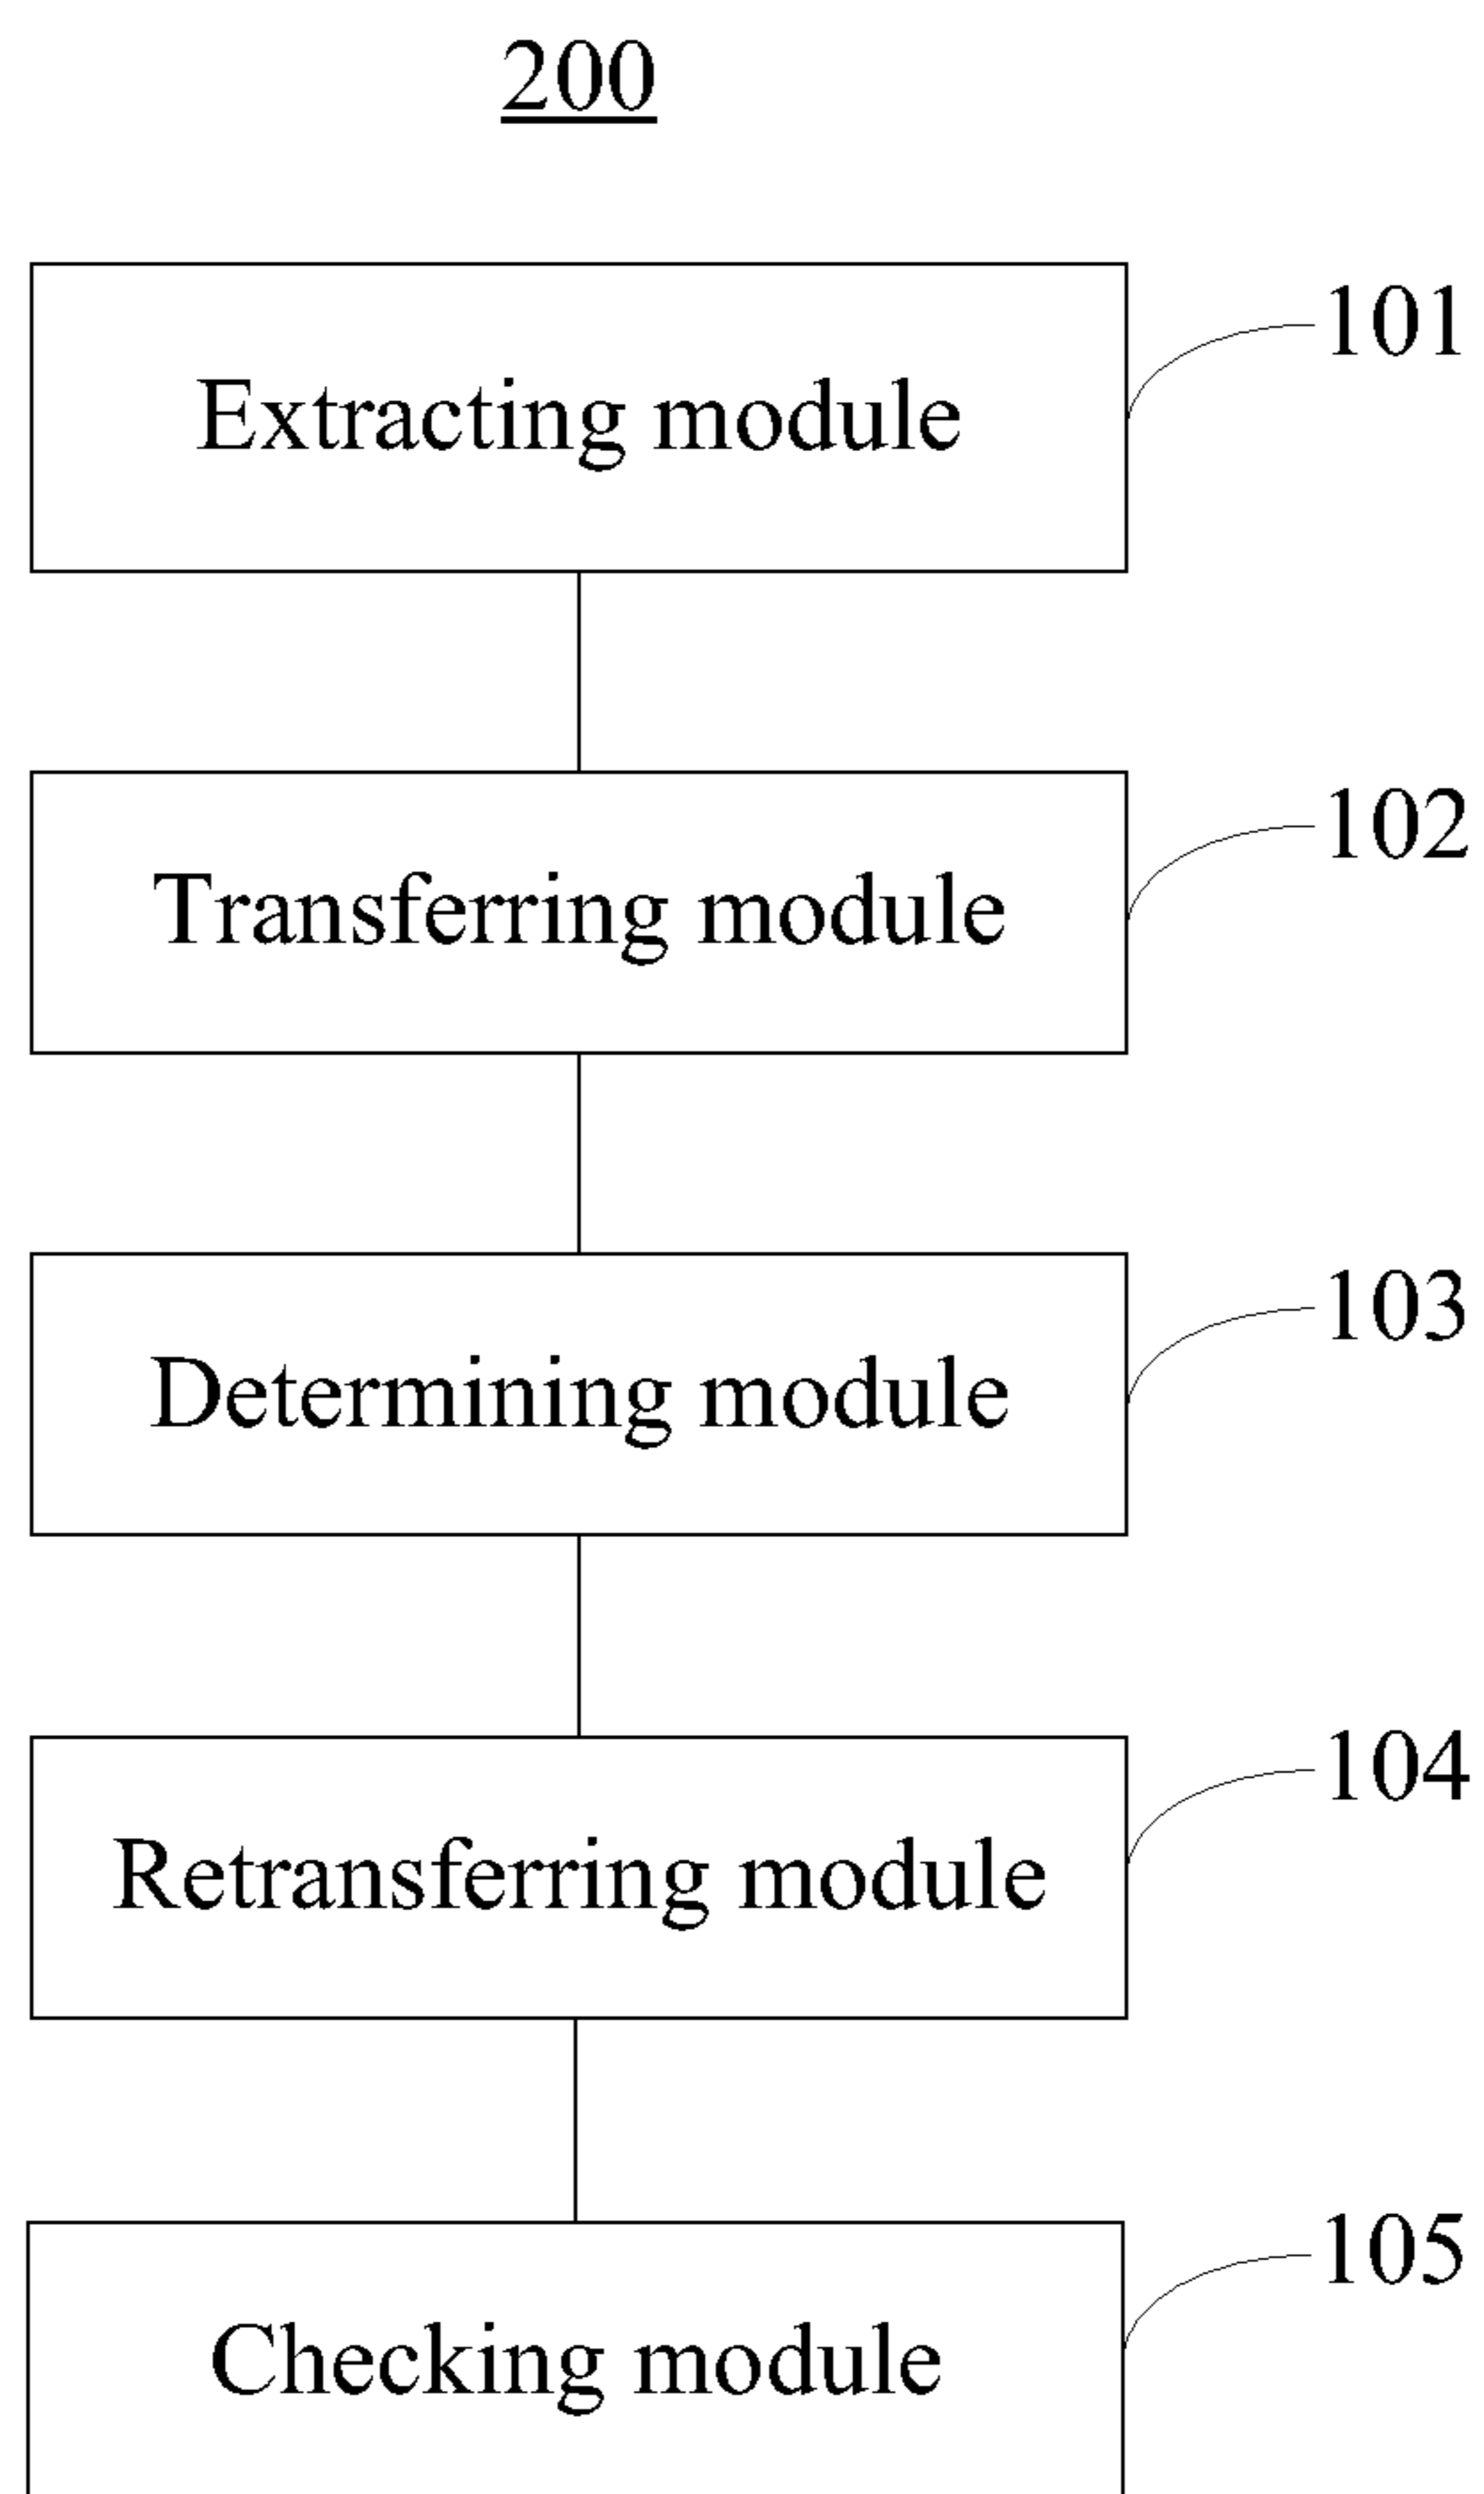 200
Extracting module
101
Transferring module
102
Determining module
103
Retransferring module
104
Checking module
105